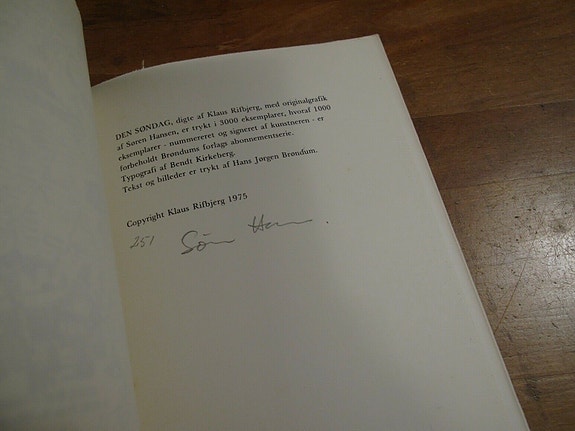 DEN SØNDAG, digte af Klaus Rifbjerg, med originalgrafik
af Søren Hansen, er trykt i 3000 eksemplarer, hvoraf 1000
eksemplarer - nummereret og signeret af kunstneren - er
forbeholdt Brøndums forlags abonnementserie.
Typografi af Bendt Kirkeberg.
Tekst og billeder er trykt af Hans Jørgen Brøndum.
Copyright Klaus Rifbjerg 1975
251